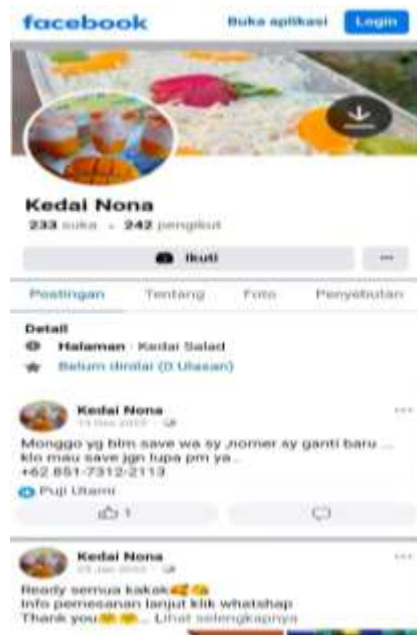 facebook
Buka aplikasi
Login
Kedai Nona
233 suka · 242 pengikut
Ikuti
Postingan Tentang Foto Penyebutan
Detail
Halaman · Kedai Salad
Belum dinilai (0 Ulasan)
Kedai Nona
Monggo yg blm save wa sy ,nomer sy ganti baru ...
klo mau save jgn lupa pm ya...
+62 851-7312-2113
Puji Utami
1
Kedai Nona
Ready semua kakak
Info pemesanan lanjut klik whatshap
Thank you ... Lihat selengkapnya